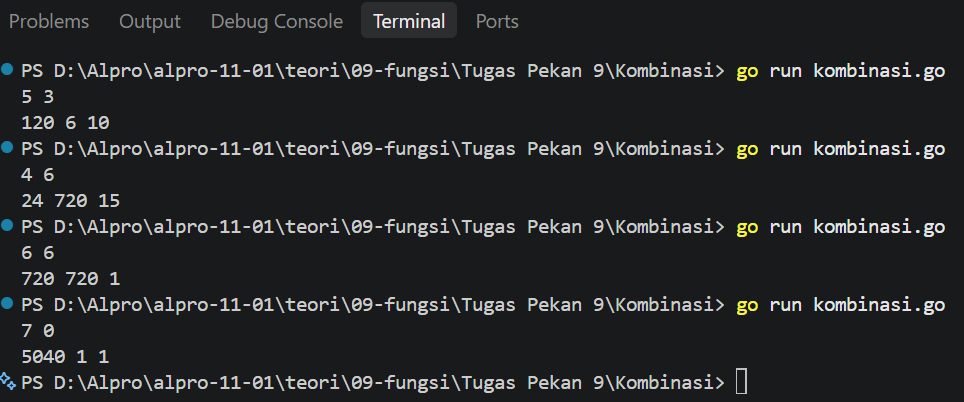 Problems Output Debug Console Terminal Ports
PS D:\Alpro\alpro-11-01\teori\09-fungsi\Tugas Pekan 9\Kombinasi> go run kombinasi.go
5 3
120 6 10
PS D:\Alpro\alpro-11-01\teori\09-fungsi\Tugas Pekan 9\Kombinasi> go run kombinasi.go
4 6
24 720 15
PS D:\Alpro\alpro-11-01\teori\09-fungsi\Tugas Pekan 9\Kombinasi> go run kombinasi.go
6 6
720 720 1
PS D:\Alpro\alpro-11-01\teori\09-fungsi\Tugas Pekan 9\Kombinasi> go run kombinasi.go
7 0
5040 1 1
PS D:\Alpro\alpro-11-01\teori\09-fungsi\Tugas Pekan 9\Kombinasi>